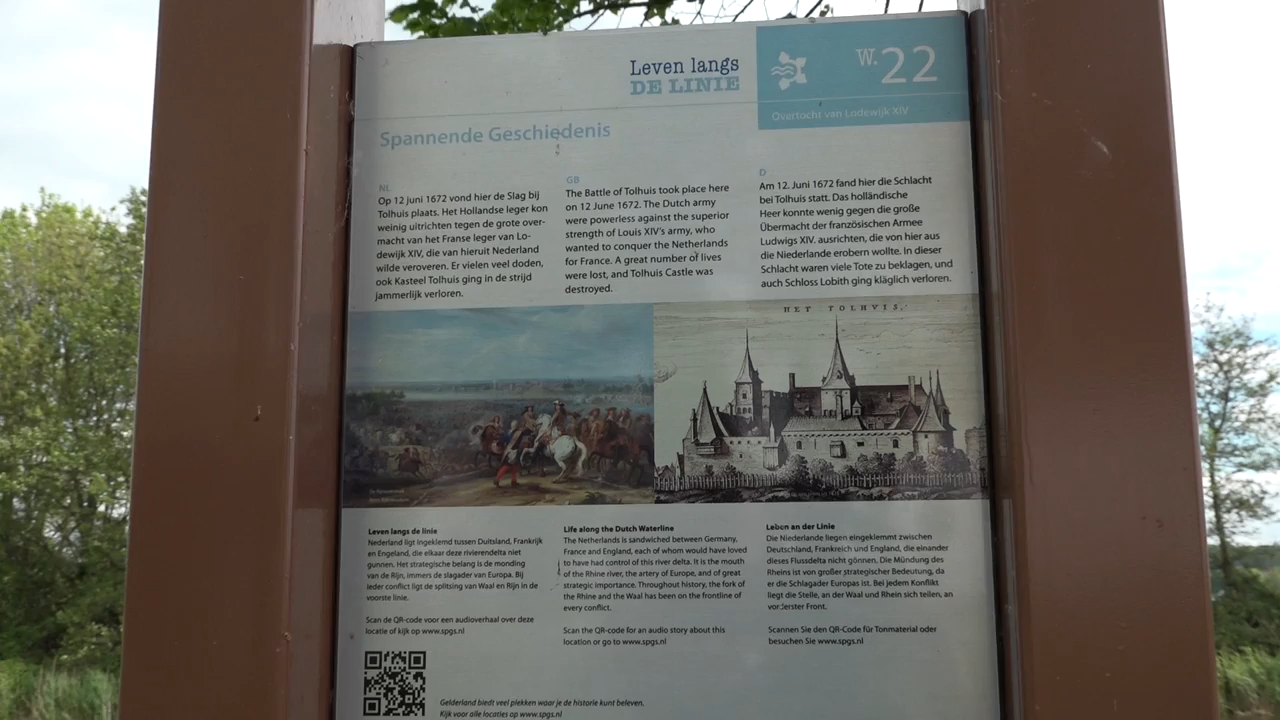 Leven langs
DE LINIE
W.22
Overtocht van Lodewijk XIV
Spannende Geschiedenis
NL
Op 12 juni 1672 vond hier de Slag bij
Tolhuis plaats. Het Hollandse leger kon
weinig uitrichten tegen de grote over-
macht van het Franse leger van Lo-
dewijk XIV, die van hieruit Nederland
wilde veroveren. Er vielen veel doden,
ook Kasteel Tolhuis ging in de strijd
jammerlijk verloren.
GB
The Battle of Tolhuis took place here
on 12 June 1672. The Dutch army
were powerless against the superior
strength of Louis XIV's army, who
wanted to conquer the Netherlands
for France. A great number of lives
were lost, and Tolhuis Castle was
destroyed.
D
Am 12. Juni 1672 fand hier die Schlacht
bei Tolhuis statt. Das holländische
Heer konnte wenig gegen die große
Übermacht der französischen Armee
Ludwigs XIV. ausrichten, die von hier aus
die Niederlande erobern wollte. In dieser
Schlacht waren viele Tote zu beklagen, und
auch Schloss Lobith ging kläglich verloren.
HET TOLHVIS.
Leven langs de linie
Nederland ligt ingeklemd tussen Duitsland, Frankrijk
en Engeland, die elkaar deze rivierendelta niet
gunnen. Het strategische belang is de monding
van de Rijn, immers de slagader van Europa. Bij
ieder conflict ligt de splitsing van Waal en Rijn in de
voorste linie.
Scan de QR-code voor een audioverhaal over deze
locatie of kijk op www.spgs.nl
Life along the Dutch Waterline
The Netherlands is sandwiched between Germany,
France and England, each of whom would have loved
to have had control of this river delta. It is the mouth
of the Rhine river, the artery of Europe, and of great
strategic importance. Throughout history, the fork of
the Rhine and the Waal has been on the frontline of
every conflict.
Scan the QR-code for an audio story about this
location or go to www.spgs.nl
Leben an der Linie
Die Niederlande liegen eingeklemmt zwischen
Deutschland, Frankreich und England, die einander
dieses Flussdelta nicht gönnen. Die Mündung des
Rheins ist von großer strategischer Bedeutung, da
er die Schlagader Europas ist. Bei jedem Konflikt
liegt die Stelle, an der Waal und Rhein sich teilen, an
vorderster Front.
Scannen Sie den QR-Code für Tonmaterial oder
besuchen Sie www.spgs.nl
Gelderland biedt veel plekken waar je de historie kunt beleven.
Kijk voor alle locaties op www.spgs.nl